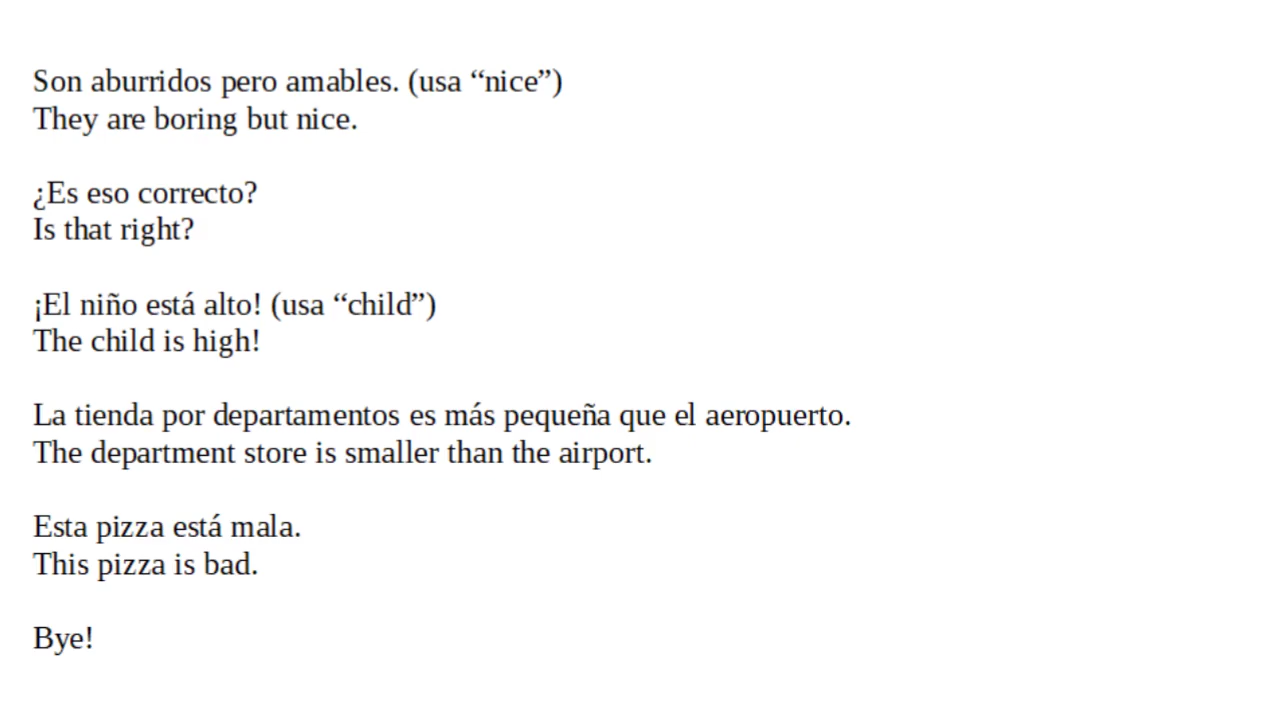 Son aburridos pero amables. (usa “nice”)
They are boring but nice.
¿Es eso correcto?
Is that right?
¡El niño está alto! (usa “child”)
The child is high!
La tienda por departamentos es más pequeña que el aeropuerto.
The department store is smaller than the airport.
Esta pizza está mala.
This pizza is bad.
Bye!